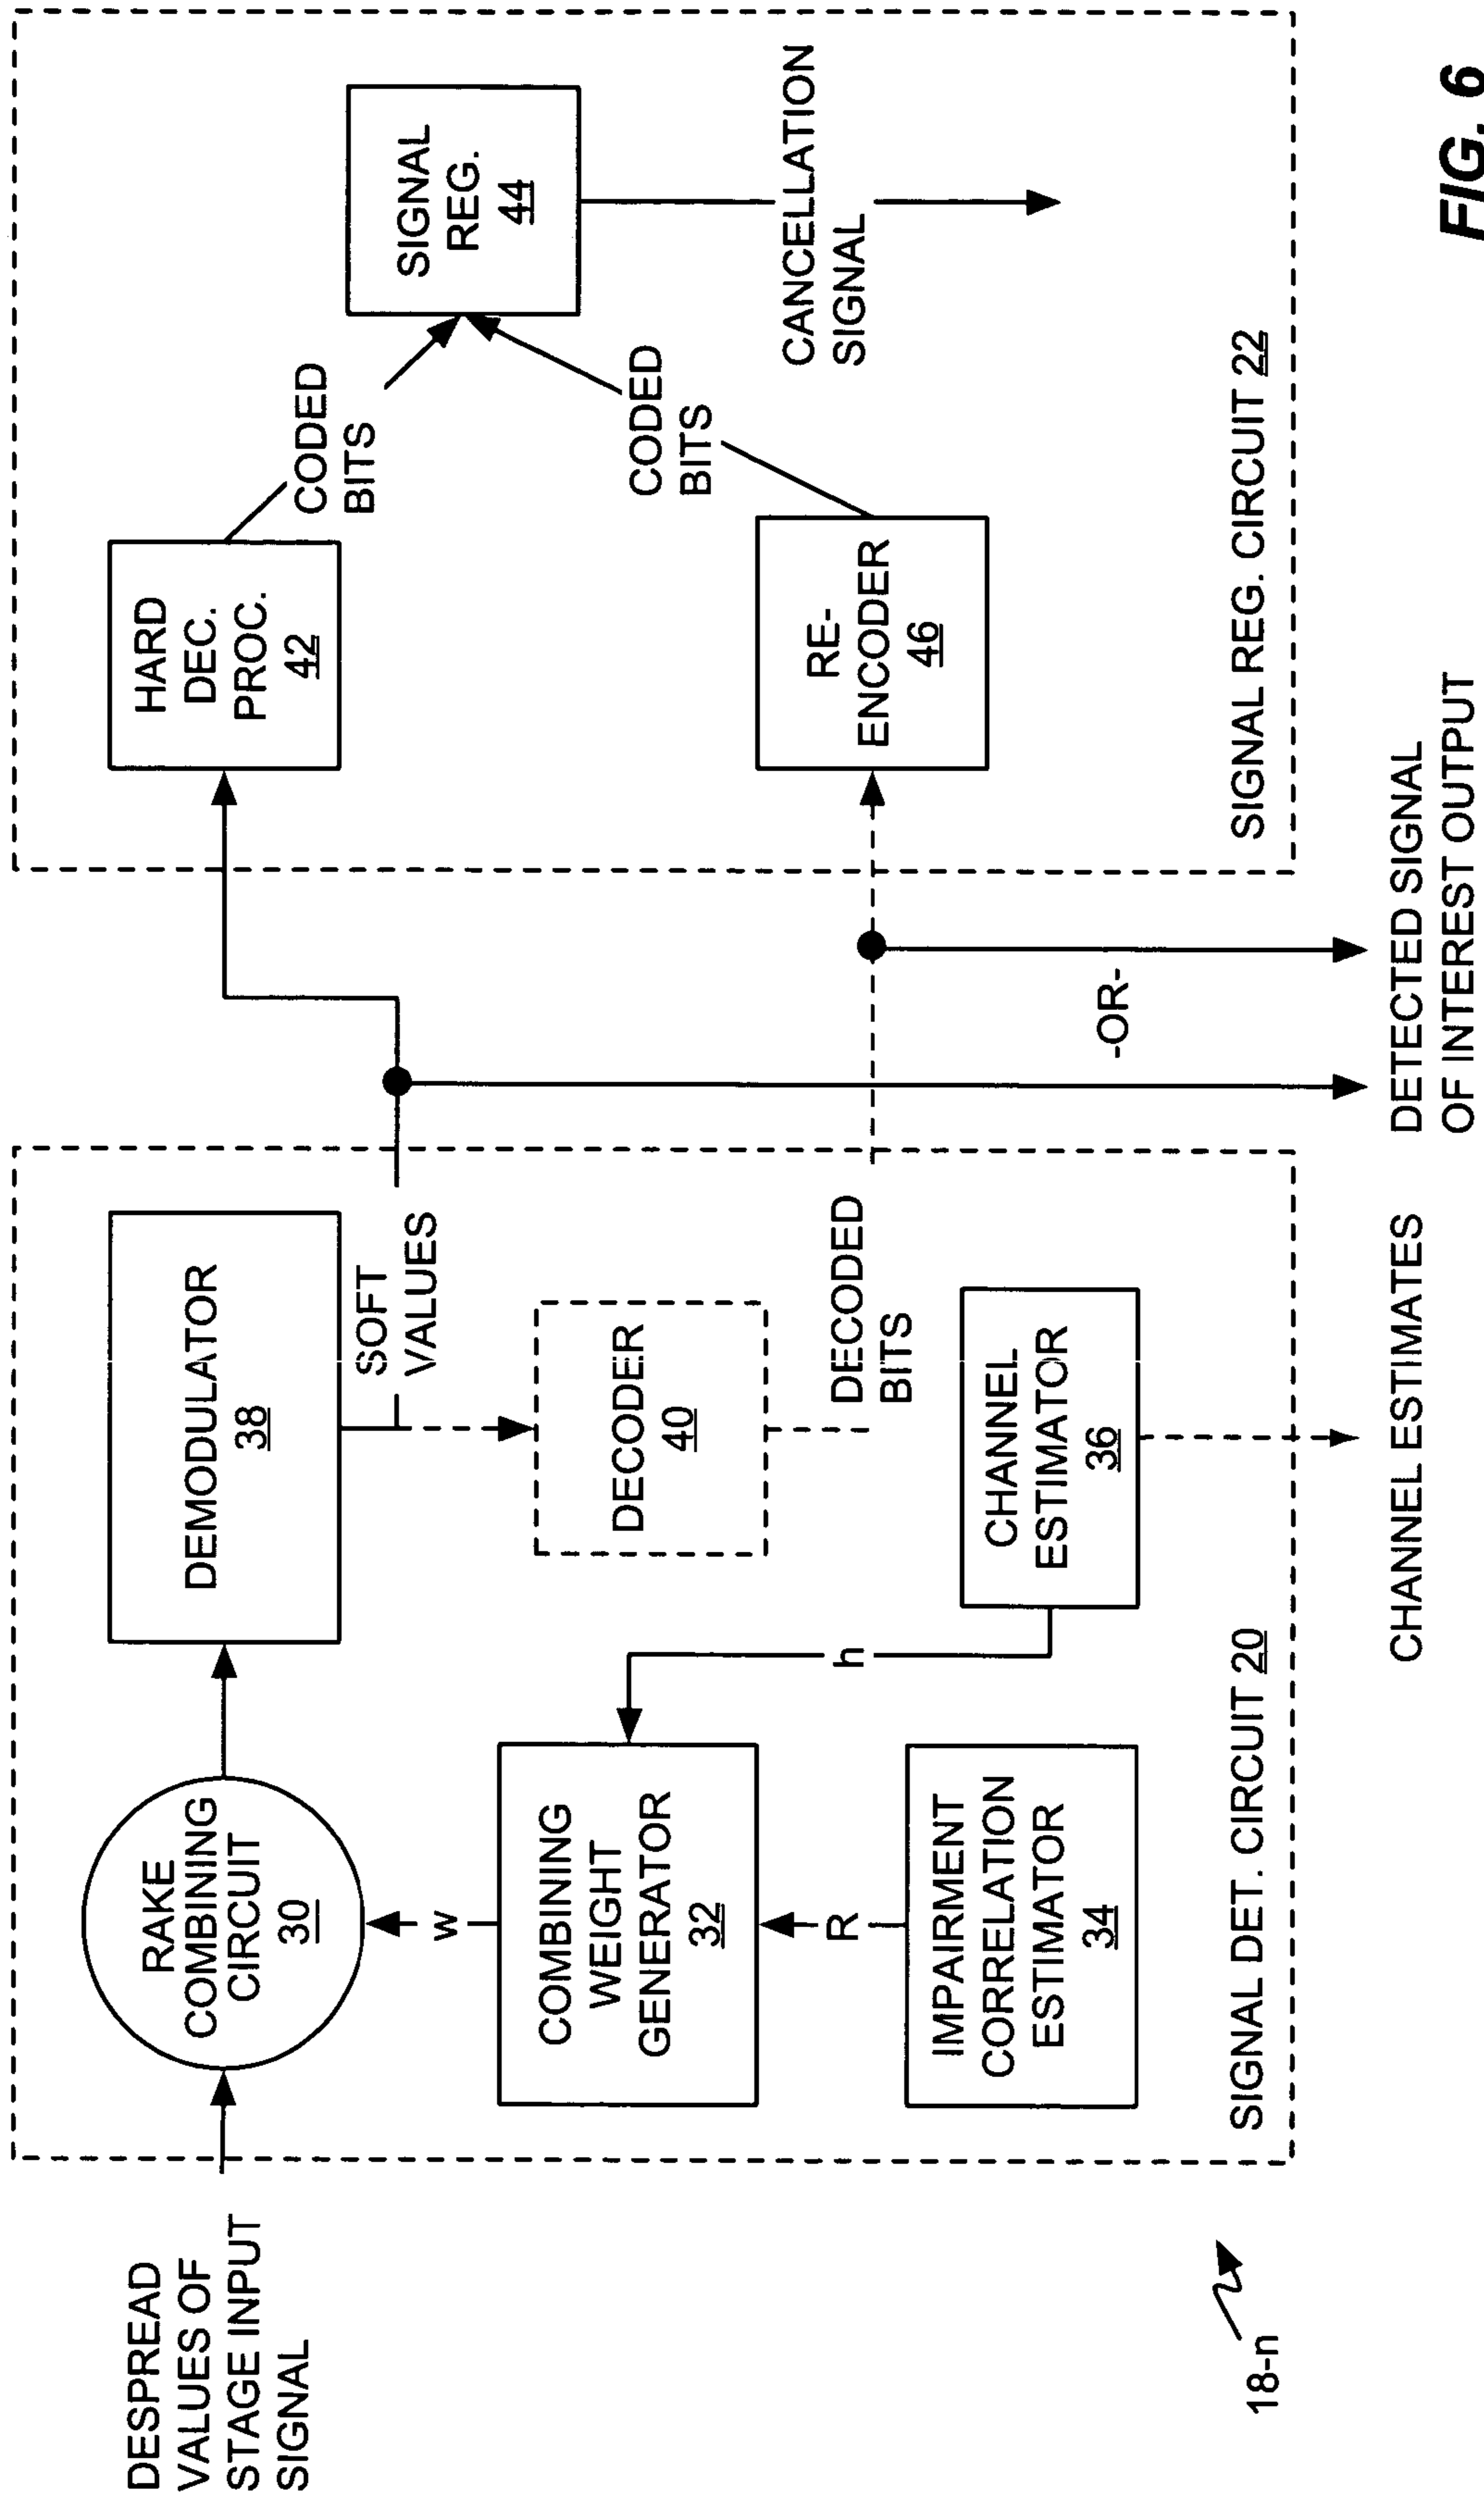 DESPREAD
VALUES OF
STAGE INPUT
SIGNAL
RAKE
COMBINING
CIRCUIT
30
DEMODULATOR
38
SOFT
VALUES
w
COMBINING
WEIGHT
GENERATOR
32
DECODER
40
h
R
DECODED
BITS
IMPAIRMENT
CORRELATION
ESTIMATOR
34
CHANNEL
ESTIMATOR
36
SIGNAL DET. CIRCUIT 20
18-n
CHANNEL ESTIMATES
HARD
DEC.
PROC.
42
CODED
BITS
SIGNAL
REG.
44
CODED
BITS
RE-
ENCODER
46
CANCELLATION
SIGNAL
-OR-
SIGNAL REG. CIRCUIT 22
DETECTED SIGNAL
OF INTEREST OUTPUT
FIG. 6